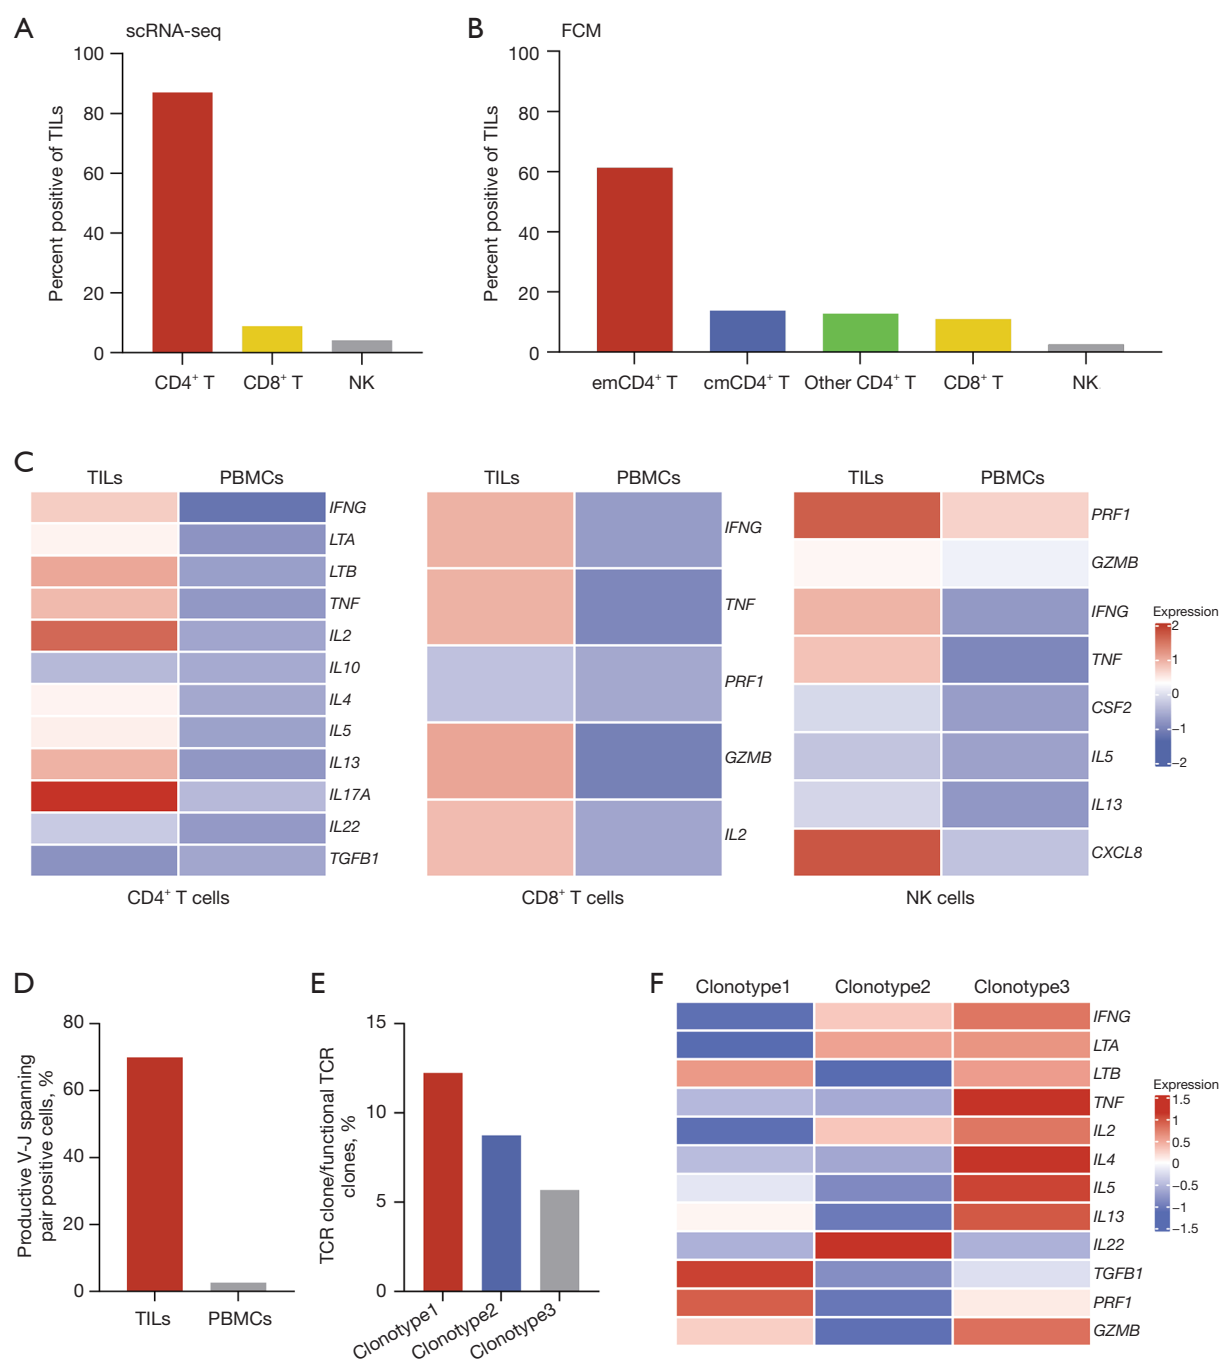 A
scRNA-seq
100
80
60
40
20
0
Percent positive of TILs
CD4⁺ T
CD8⁺ T
NK
B
FCM
100
80
60
40
20
0
Percent positive of TILs
emCD4⁺ T
cmCD4⁺ T
Other CD4⁺ T
CD8⁺ T
NK
C
TILs
PBMCs
IFNG
LTA
LTB
TNF
IL2
IL10
IL4
IL5
IL13
IL17A
IL22
TGFB1
CD4⁺ T cells
TILs
PBMCs
IFNG
TNF
PRF1
GZMB
IL2
CD8⁺ T cells
TILs
PBMCs
PRF1
GZMB
IFNG
TNF
CSF2
IL5
IL13
CXCL8
NK cells
Expression
2
1
0
−1
−2
D
80
60
40
20
0
Productive V-J spanning
pair positive cells, %
TILs
PBMCs
E
15
10
5
0
TCR clone/functional TCR
clones, %
Clonotype1
Clonotype2
Clonotype3
F
Clonotype1
Clonotype2
Clonotype3
IFNG
LTA
LTB
TNF
IL2
IL4
IL5
IL13
IL22
TGFB1
PRF1
GZMB
Expression
1.5
1
0.5
0
−0.5
−1
−1.5